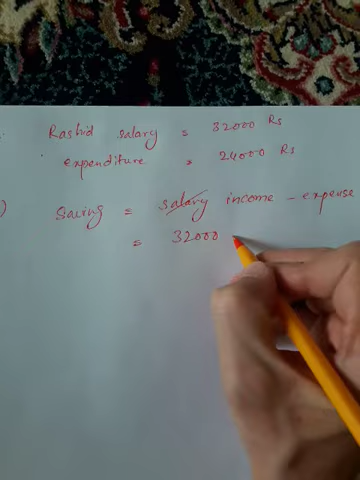 Rashid salary = 32000 Rs
expenditure = 24000 Rs
) Saving = salary income - expense
= 32000